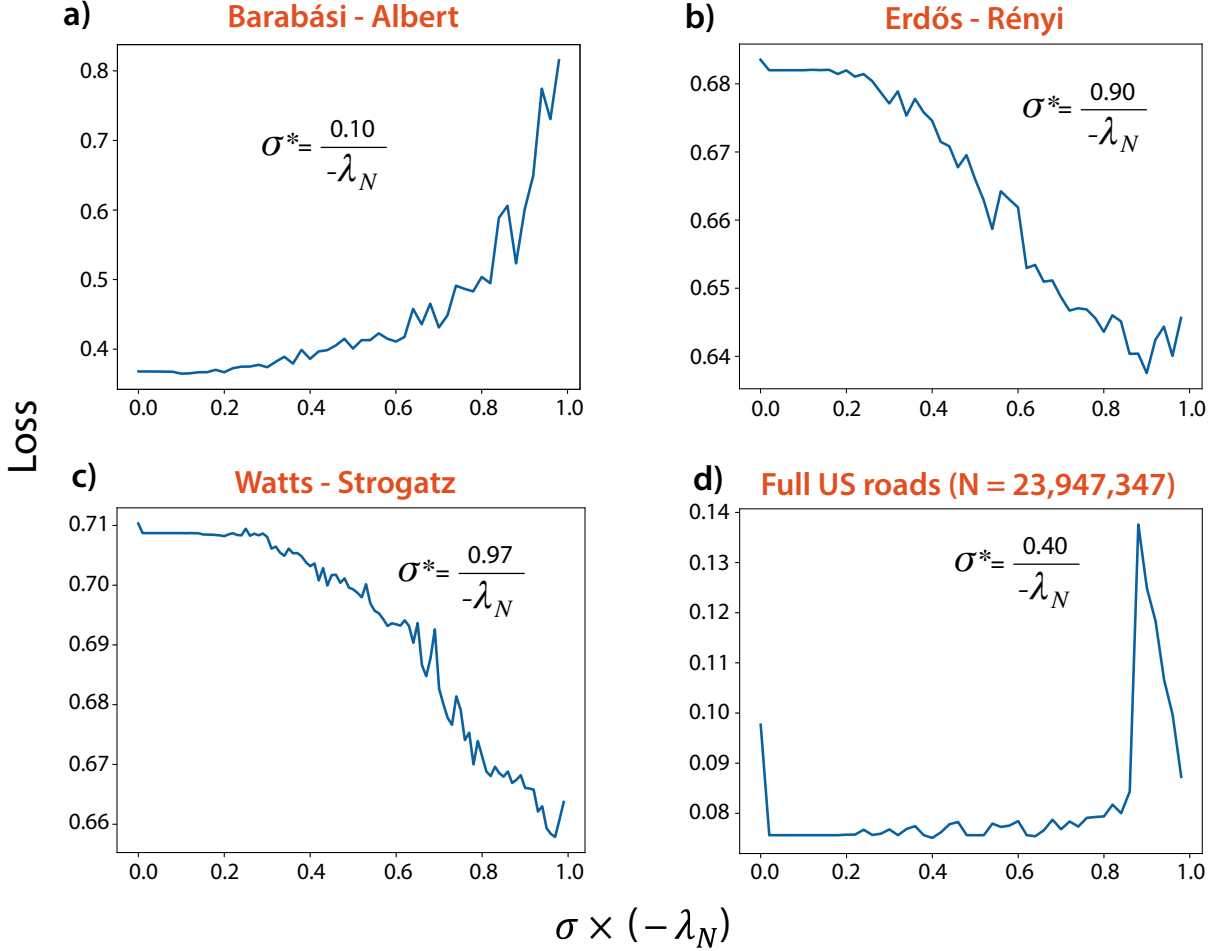 a)
Barabási - Albert
0.8
0.7
0.6
0.5
0.4
σ*= 0.10 / -λN
0.0 0.2 0.4 0.6 0.8 1.0
b)
Erdős - Rényi
0.68
0.67
0.66
0.65
0.64
σ*= 0.90 / -λN
0.0 0.2 0.4 0.6 0.8 1.0
Loss
c)
Watts - Strogatz
0.71
0.70
0.69
0.68
0.67
0.66
σ*= 0.97 / -λN
0.0 0.2 0.4 0.6 0.8 1.0
d)
Full US roads (N = 23,947,347)
0.14
0.13
0.12
0.11
0.10
0.09
0.08
σ*= 0.40 / -λN
0.0 0.2 0.4 0.6 0.8 1.0
σ × (-λN)